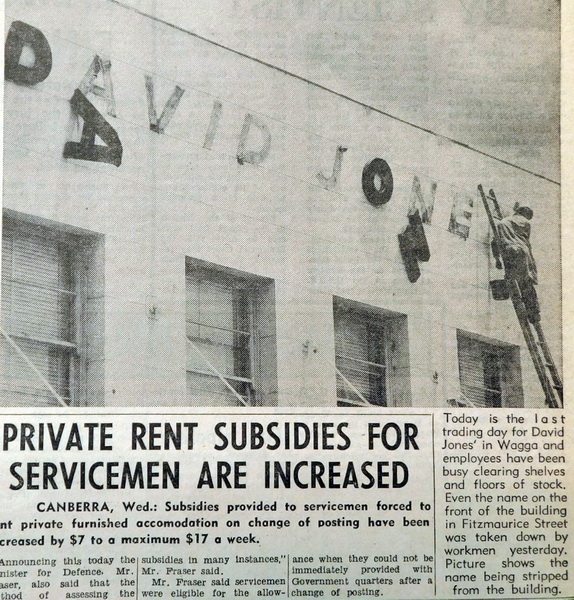 DAVID JONE
PRIVATE RENT SUBSIDIES FOR
SERVICEMEN ARE INCREASED
CANBERRA, Wed.: Subsidies provided to servicemen forced to
nt private furnished accomodation on change of posting have been
creased by $7 to a maximum $17 a week.
Announcing this today the
nister for Defence, Mr.
aser, also said that the
thod of assessing the
subsidies in many instances,"
Mr. Fraser said.
Mr. Fraser said servicemen
were eligible for the allow-
ance when they could not be
immediately provided with
Government quarters after a
change of posting.
Today is the last
trading day for David
Jones' in Wagga and
employees have been
busy clearing shelves
and floors of stock.
Even the name on the
front of the building
in Fitzmaurice Street
was taken down by
workmen yesterday.
Picture shows the
name being stripped
from the building.